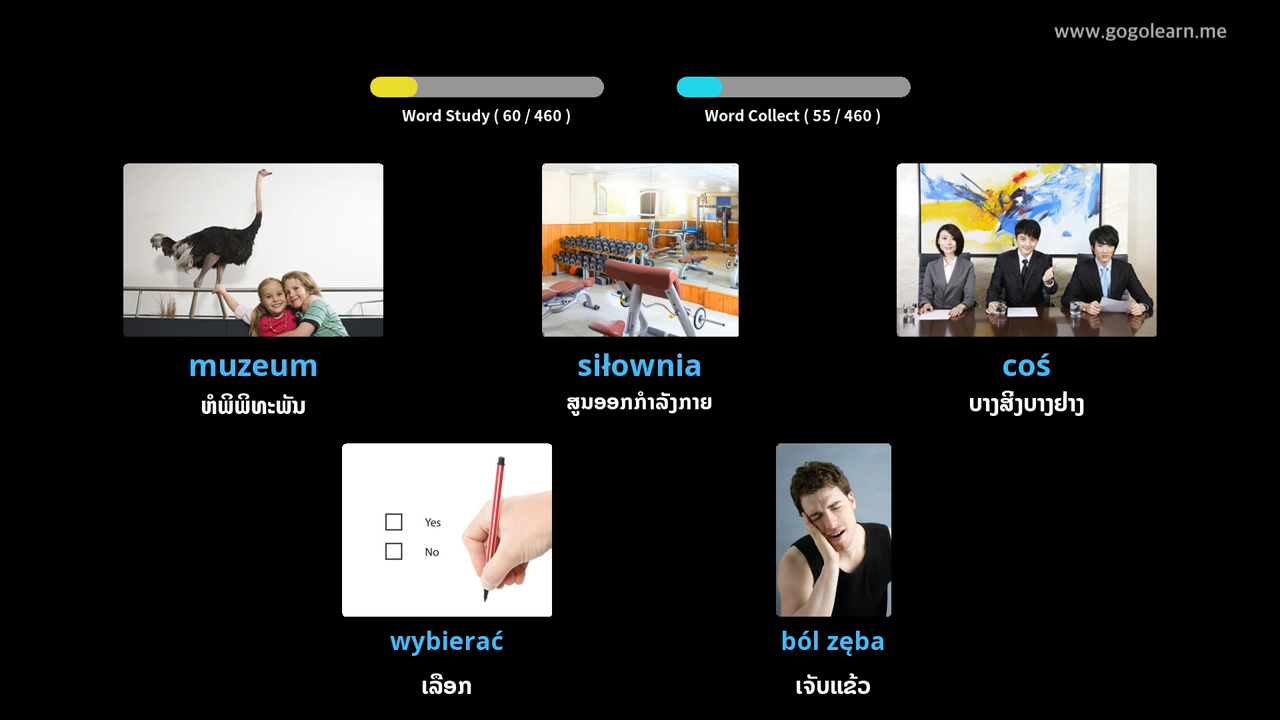 www.gogolearn.me
Word Study ( 60 / 460 )
Word Collect ( 55 / 460 )
muzeum
siłownia
coś
ຫໍພິພິທະພັນ
ສູນອອກກຳລັງກາຍ
ບາງສິ່ງບາງຢ່າງ
Yes
No
wybierać
ból zęba
ເລືອກ
ເຈັບແຂ້ວ